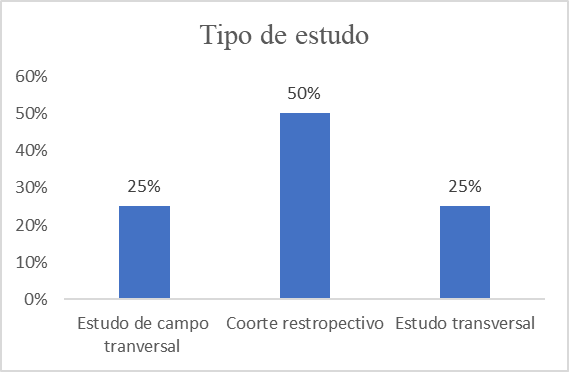 Tipo de estudo
60%
50%
40%
30%
20%
10%
0%
25%
50%
25%
Estudo de campo
tranversal
Coorte restropectivo
Estudo transversal